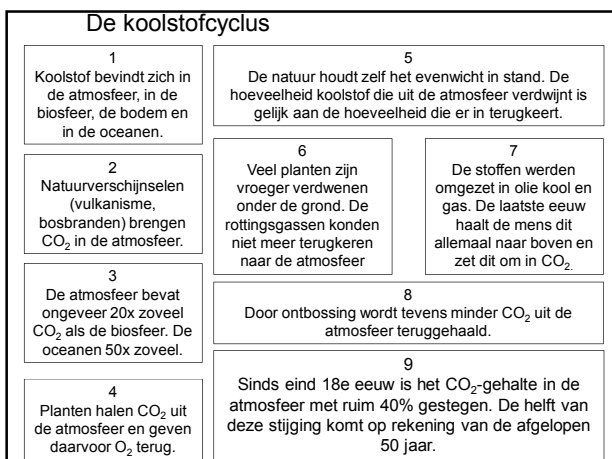 De koolstofcyclus
1
Koolstof bevindt zich in
de atmosfeer, in de
biosfeer, de bodem en
in de oceanen.
2
Natuurverschijnselen
(vulkanisme,
bosbranden) brengen
CO₂ in de atmosfeer.
3
De atmosfeer bevat
ongeveer 20x zoveel
CO₂ als de biosfeer. De
oceanen 50x zoveel.
4
Planten halen CO₂ uit
de atmosfeer en geven
daarvoor O₂ terug.
5
De natuur houdt zelf het evenwicht in stand. De
hoeveelheid koolstof die uit de atmosfeer verdwijnt is
gelijk aan de hoeveelheid die er in terugkeert.
6
Veel planten zijn
vroeger verdwenen
onder de grond. De
rottingsgassen konden
niet meer terugkeren
naar de atmosfeer
7
De stoffen werden
omgezet in olie kool en
gas. De laatste eeuw
haalt de mens dit
allemaal naar boven en
zet dit om in CO₂.
8
Door ontbossing wordt tevens minder CO₂ uit de
atmosfeer teruggehaald.
9
Sinds eind 18e eeuw is het CO₂-gehalte in de
atmosfeer met ruim 40% gestegen. De helft van
deze stijging komt op rekening van de afgelopen
50 jaar.